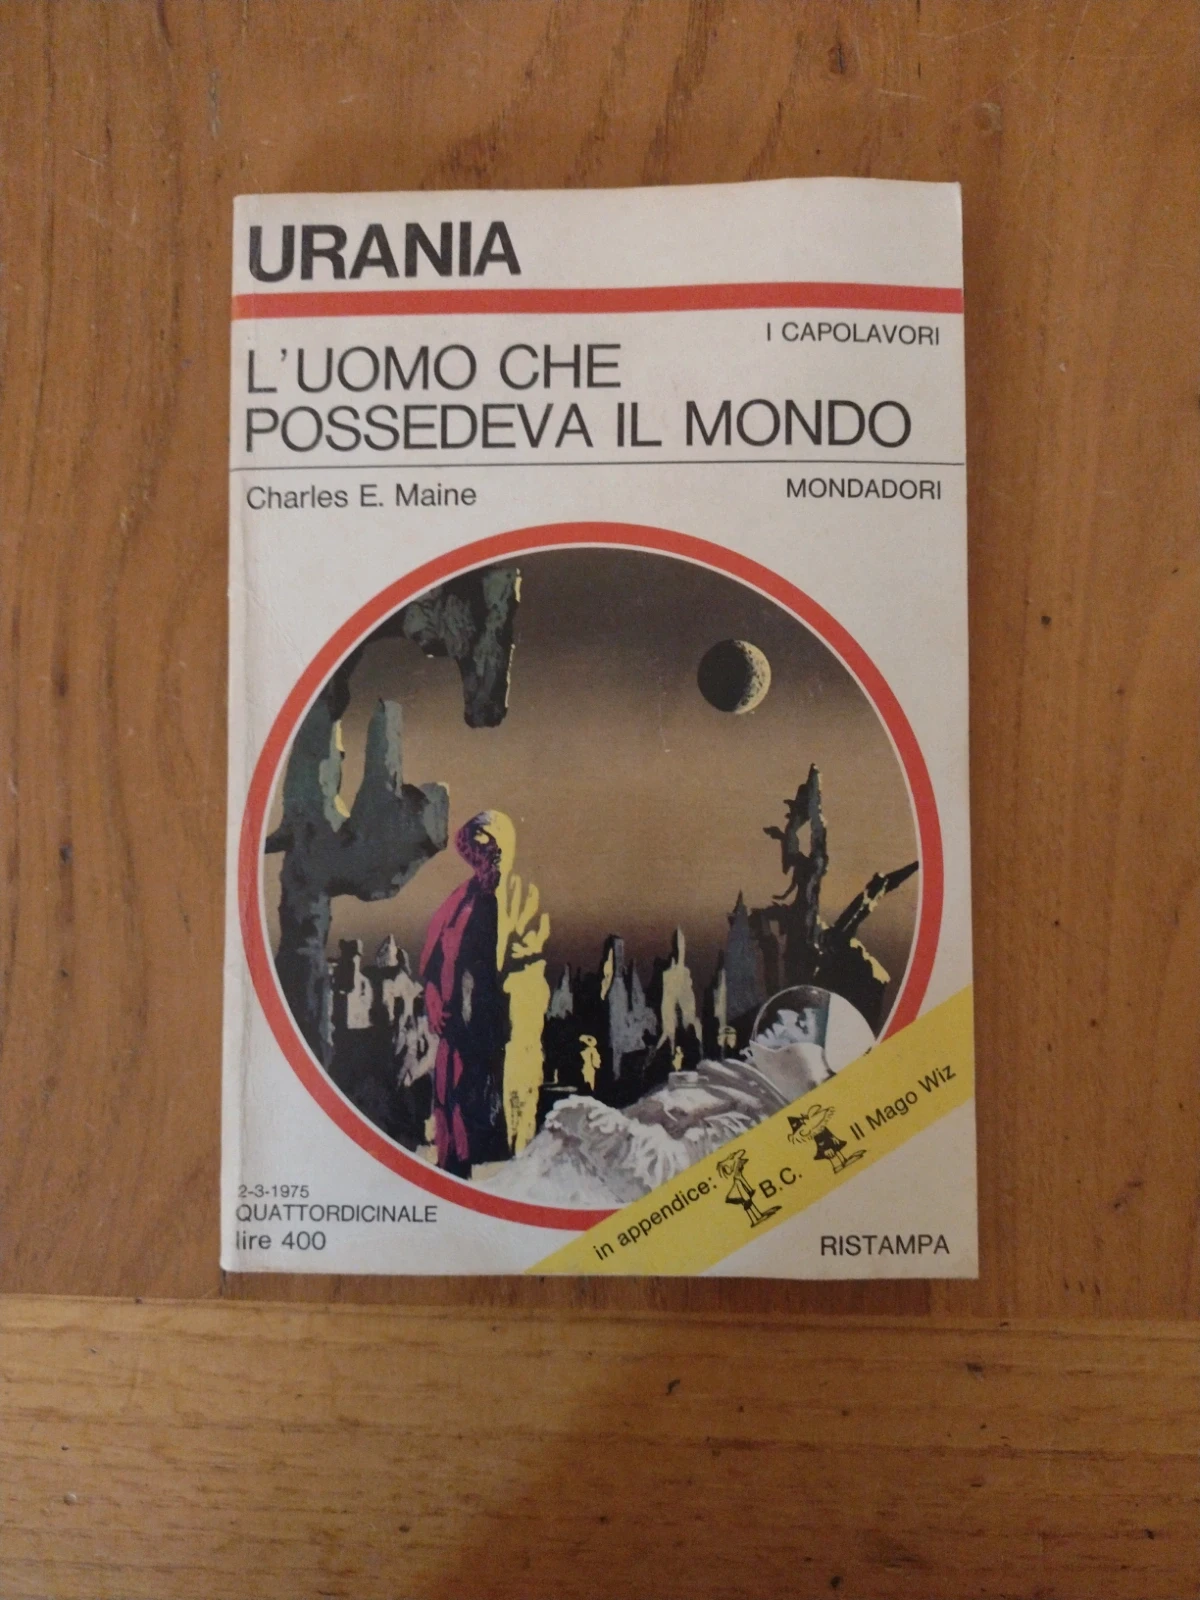 URANIA
I CAPOLAVORI
L'UOMO CHE
POSSEDEVA IL MONDO
Charles E. Maine
MONDADORI
2-3-1975
QUATTORDICINALE
lire 400
in appendice: B.C. Il Mago Wiz
RISTAMPA